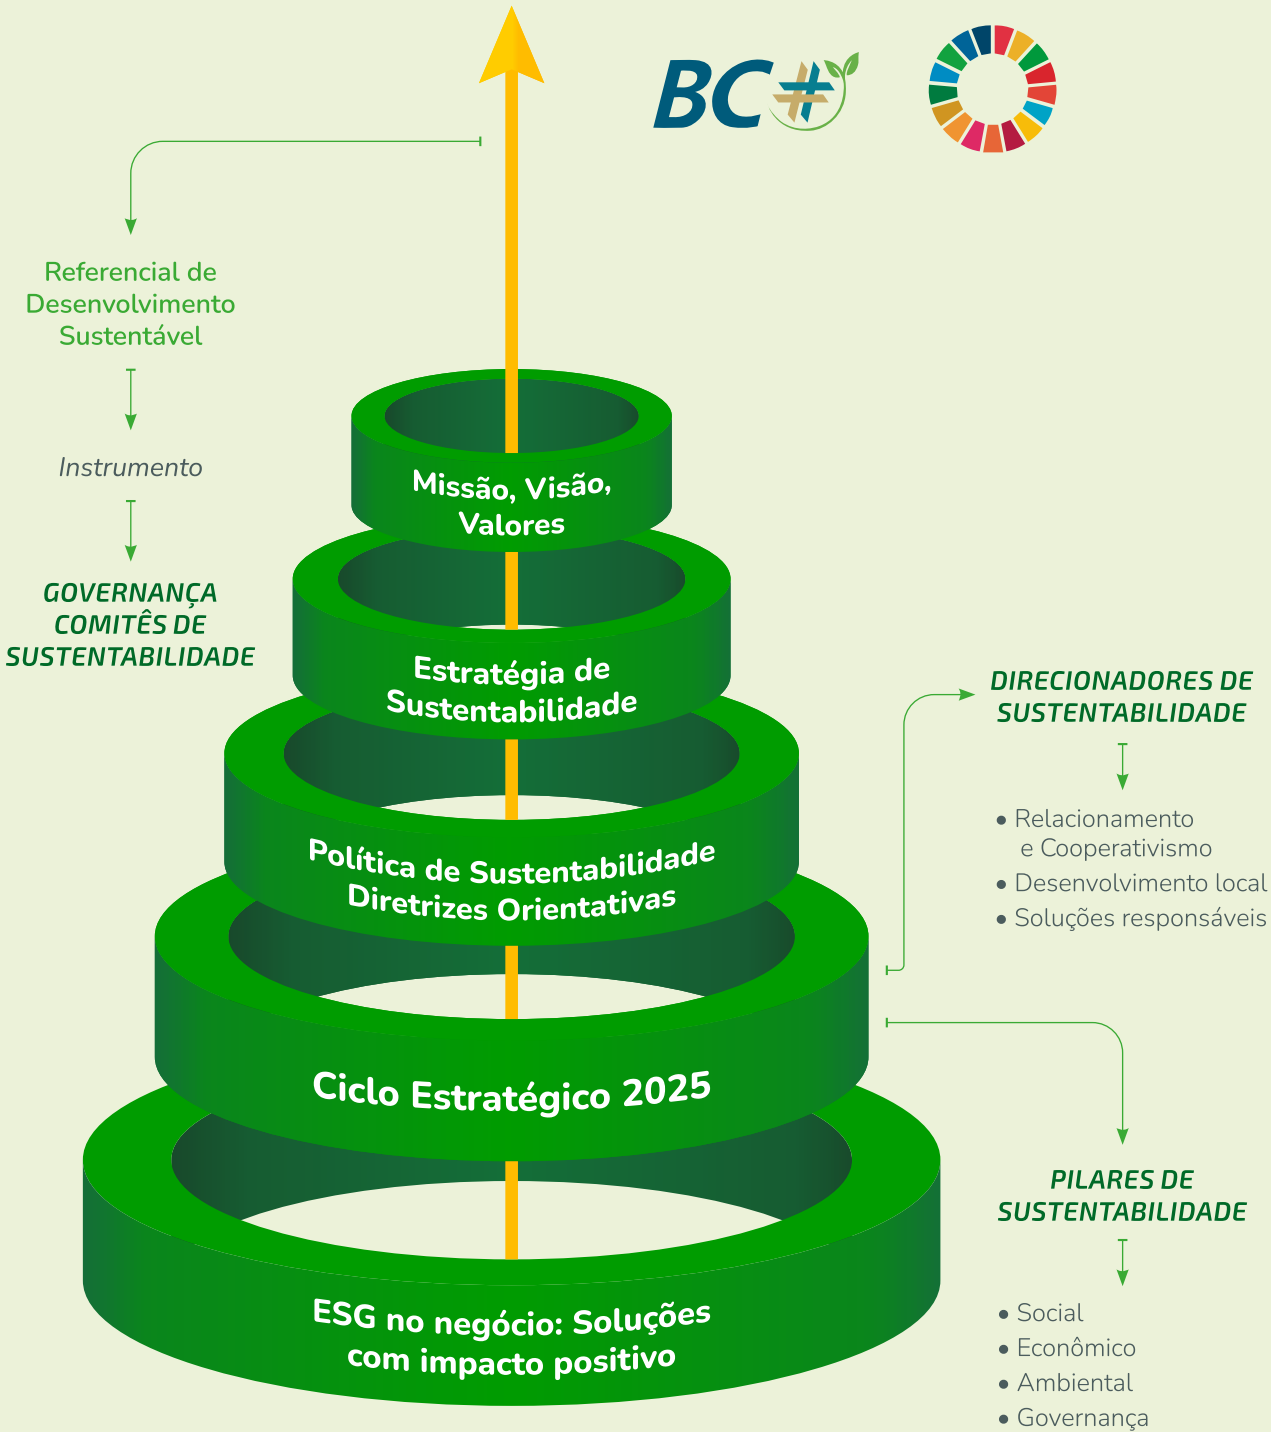 BC#
Referencial de
Desenvolvimento
Sustentável
Instrumento
GOVERNANÇA
COMITÊS DE
SUSTENTABILIDADE
Missão, Visão,
Valores
Estratégia de
Sustentabilidade
Política de Sustentabilidade
Diretrizes Orientativas
Ciclo Estratégico 2025
ESG no negócio: Soluções
com impacto positivo
DIRECIONADORES DE
SUSTENTABILIDADE
• Relacionamento
e Cooperativismo
• Desenvolvimento local
• Soluções responsáveis
PILARES DE
SUSTENTABILIDADE
• Social
• Econômico
• Ambiental
• Governança